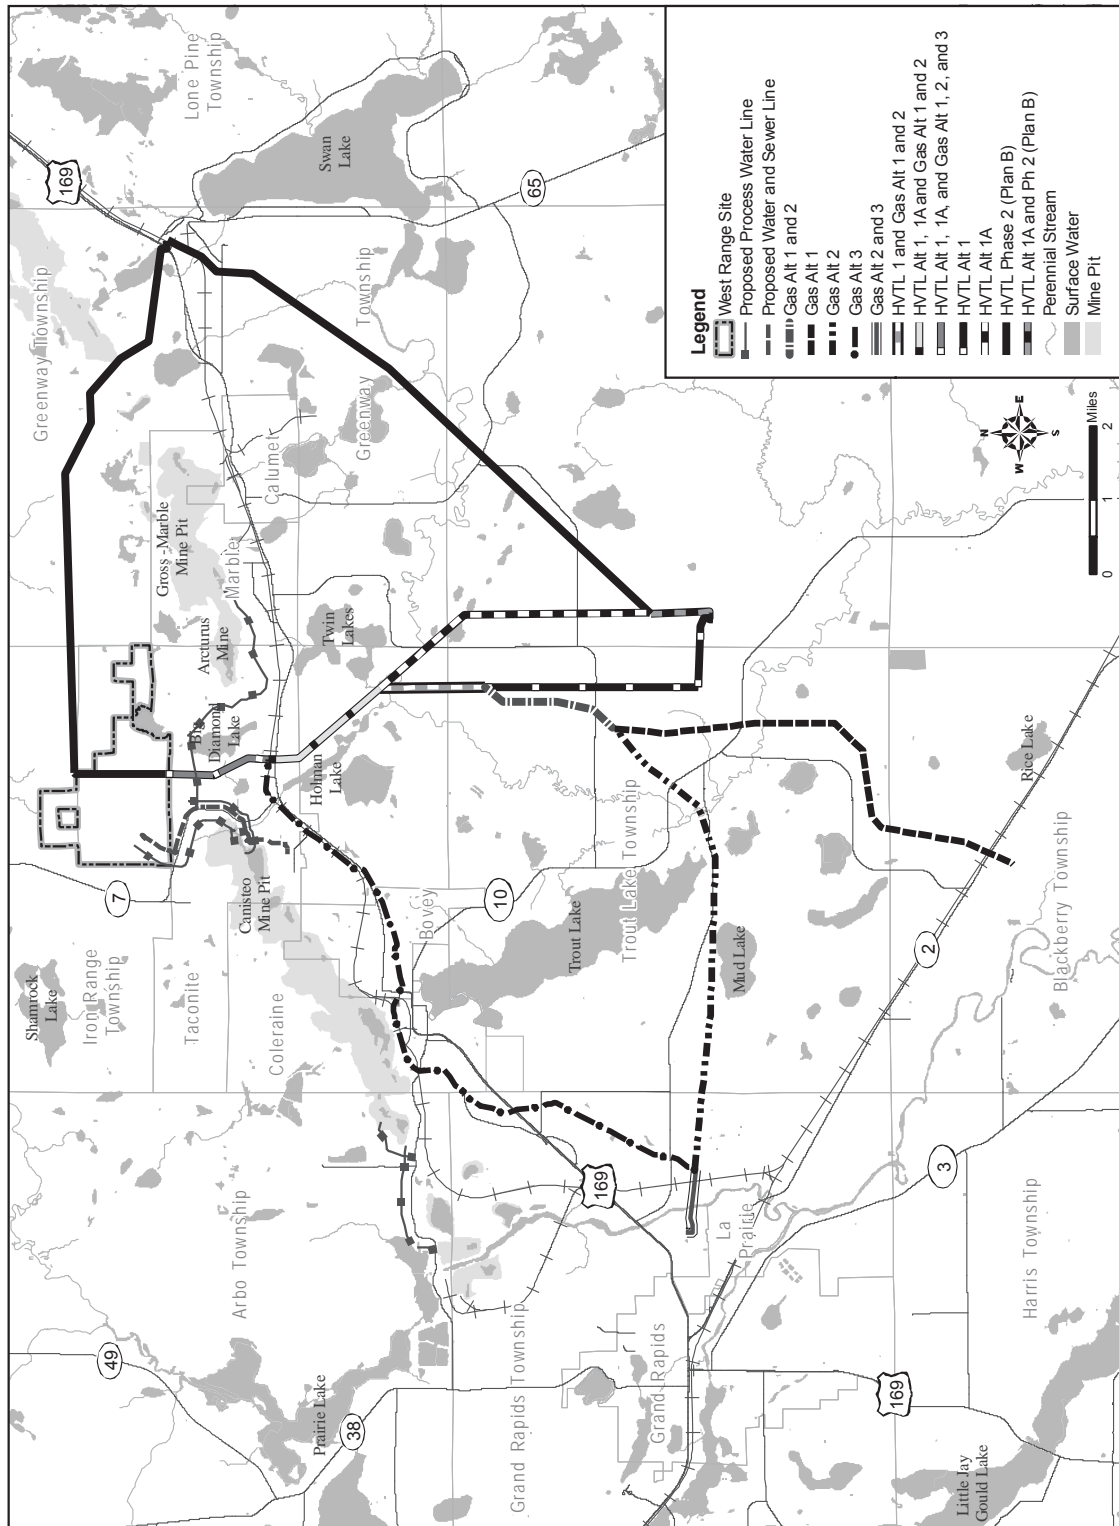 Lone Pine
Township
169
Swan
Lake
65
Greenway Township
Greenway
Township
Calumet
Gross -Marble
Mine Pit
Marble
Arcturus
Mine
Twin
Lakes
Big
Diamond
Lake
Holman
Lake
7
Canisteo
Mine Pit
Bovey
10
Trout Lake
Trout Lake Township
Mud Lake
Rice Lake
Blackberry Township
2
Shamrock
Lake
Iron Range
Township
Taconite
Coleraine
Arbo Township
169
La
Prairie
3
Harris Township
49
Prairie Lake
38
Grand Rapids Township
Grand Rapids
169
Little Jay
Gould Lake
Legend
West Range Site
Proposed Process Water Line
Proposed Water and Sewer Line
Gas Alt 1 and 2
Gas Alt 1
Gas Alt 2
Gas Alt 3
Gas Alt 2 and 3
HVTL 1 and Gas Alt 1 and 2
HVTL Alt 1, 1A and Gas Alt 1 and 2
HVTL Alt 1, 1A, and Gas Alt 1, 2, and 3
HVTL Alt 1
HVTL Alt 1A
HVTL Phase 2 (Plan B)
HVTL Alt 1A and Ph 2 (Plan B)
Perennial Stream
Surface Water
Mine Pit
N
W
E
S
0
1
2
Miles